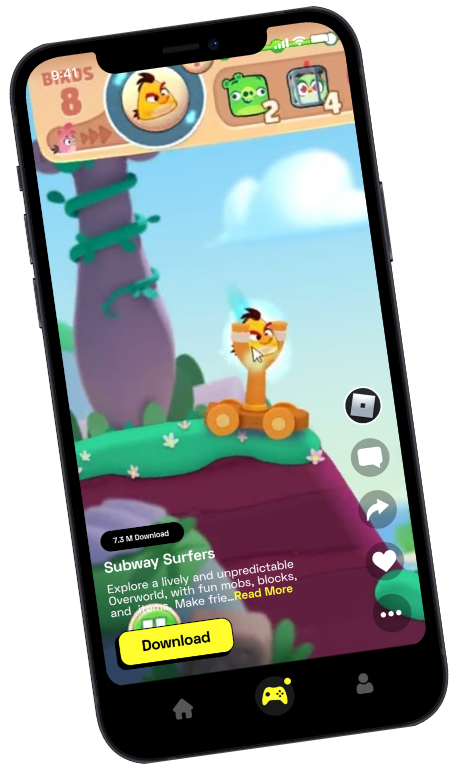 9:41
BIRDS
8
2
4
7.3 M Download
Subway Surfers
Explore a lively and unpredictable
Overworld, with fun mobs, blocks,
and items. Make frie...Read More
Download